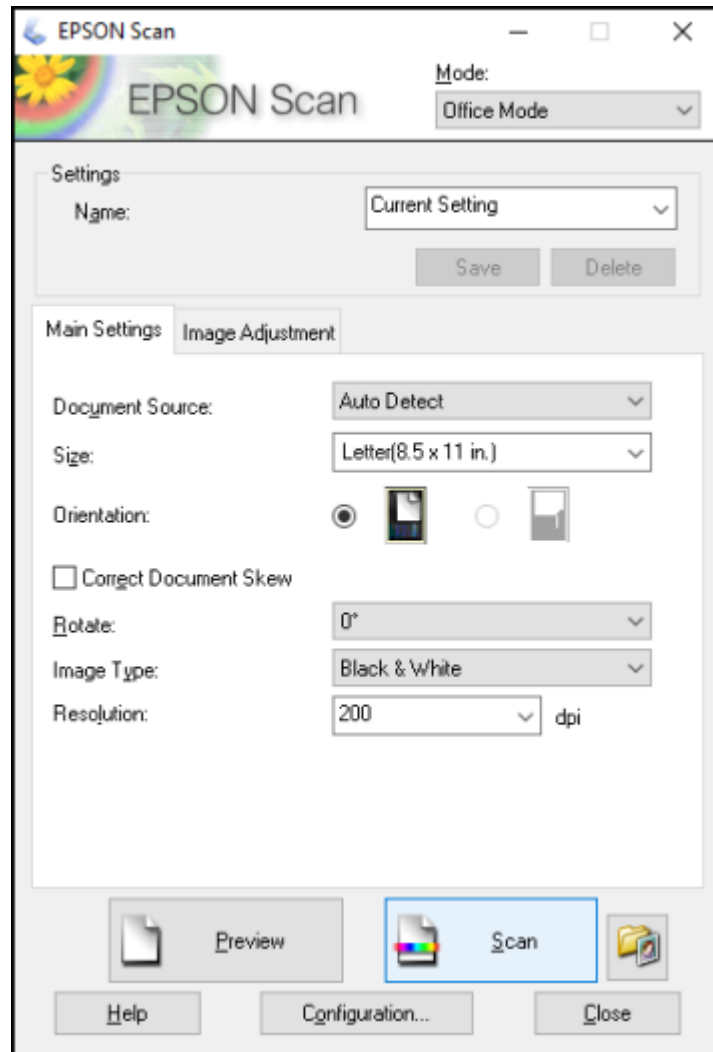 EPSON Scan
EPSON Scan
Mode:
Office Mode
Settings
Name:
Current Setting
Save
Delete
Main Settings
Image Adjustment
Document Source:
Auto Detect
Size:
Letter(8.5 x 11 in.)
Orientation:
Correct Document Skew
Rotate:
0°
Image Type:
Black & White
Resolution:
200
dpi
Preview
Scan
Help
Configuration...
Close